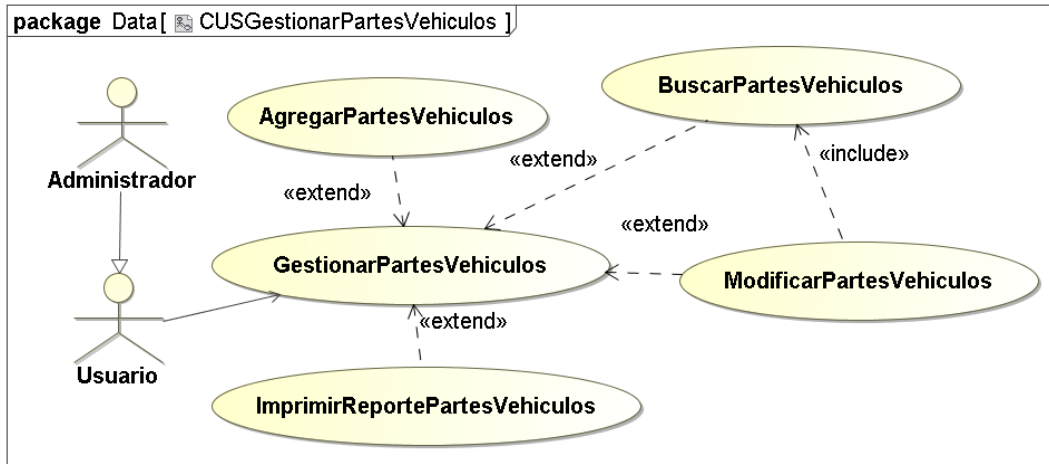 package Data[ CUSGestionarPartesVehiculos ]
BuscarPartesVehiculos
AgregarPartesVehiculos
Administrador
«extend»
«include»
«extend»
«extend»
GestionarPartesVehiculos
ModificarPartesVehiculos
«extend»
Usuario
ImprimirReportePartesVehiculos